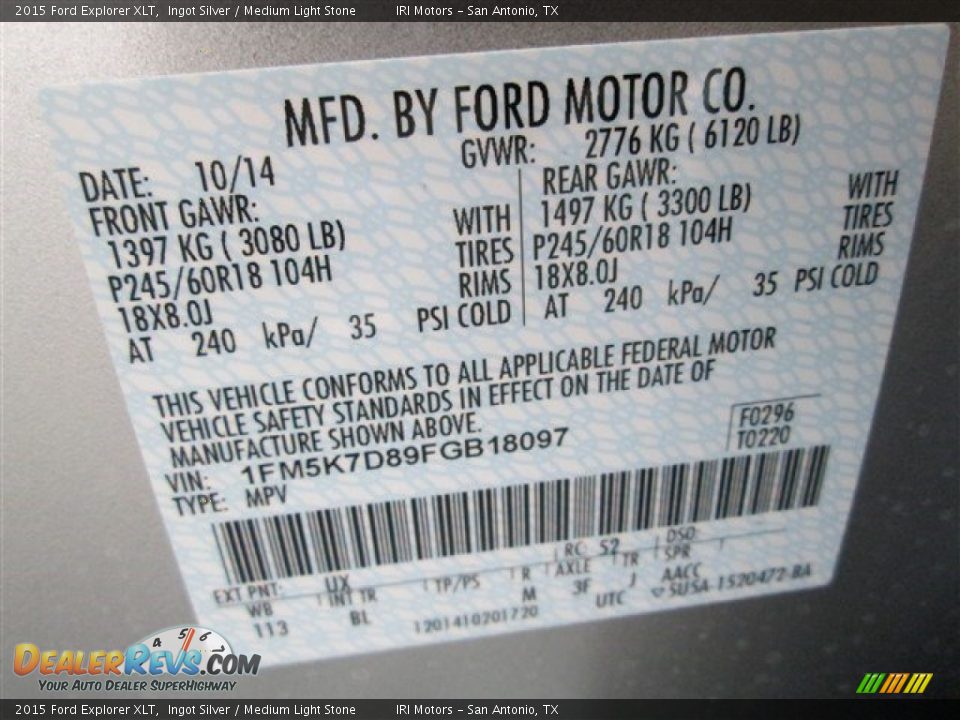 2015 Ford Explorer XLT, Ingot Silver / Medium Light Stone IRI Motors - San Antonio, TX
MFD. BY FORD MOTOR CO.
DATE: 10/14 GVWR: 2776 KG ( 6120 LB)
FRONT GAWR: REAR GAWR:
1397 KG ( 3080 LB) WITH 1497 KG ( 3300 LB) WITH
P245/60R18 104H TIRES P245/60R18 104H TIRES
18X8.0J RIMS 18X8.0J RIMS
AT 240 kPa/ 35 PSI COLD AT 240 kPa/ 35 PSI COLD
THIS VEHICLE CONFORMS TO ALL APPLICABLE FEDERAL MOTOR
VEHICLE SAFETY STANDARDS IN EFFECT ON THE DATE OF
MANUFACTURE SHOWN ABOVE.
F0296
T0220
VIN: 1FM5K7D89FGB18097
TYPE: MPV
EXT PNT: UX RC: 52 DSO:
WB INT TR TP/PS R AXLE TR SPR
113 BL M 3F J AACC
1201410201720 UTC SUSA 1520472-BA
DEALERREVS.COM
YOUR AUTO DEALER SUPERHIGHWAY
2015 Ford Explorer XLT, Ingot Silver / Medium Light Stone IRI Motors - San Antonio, TX